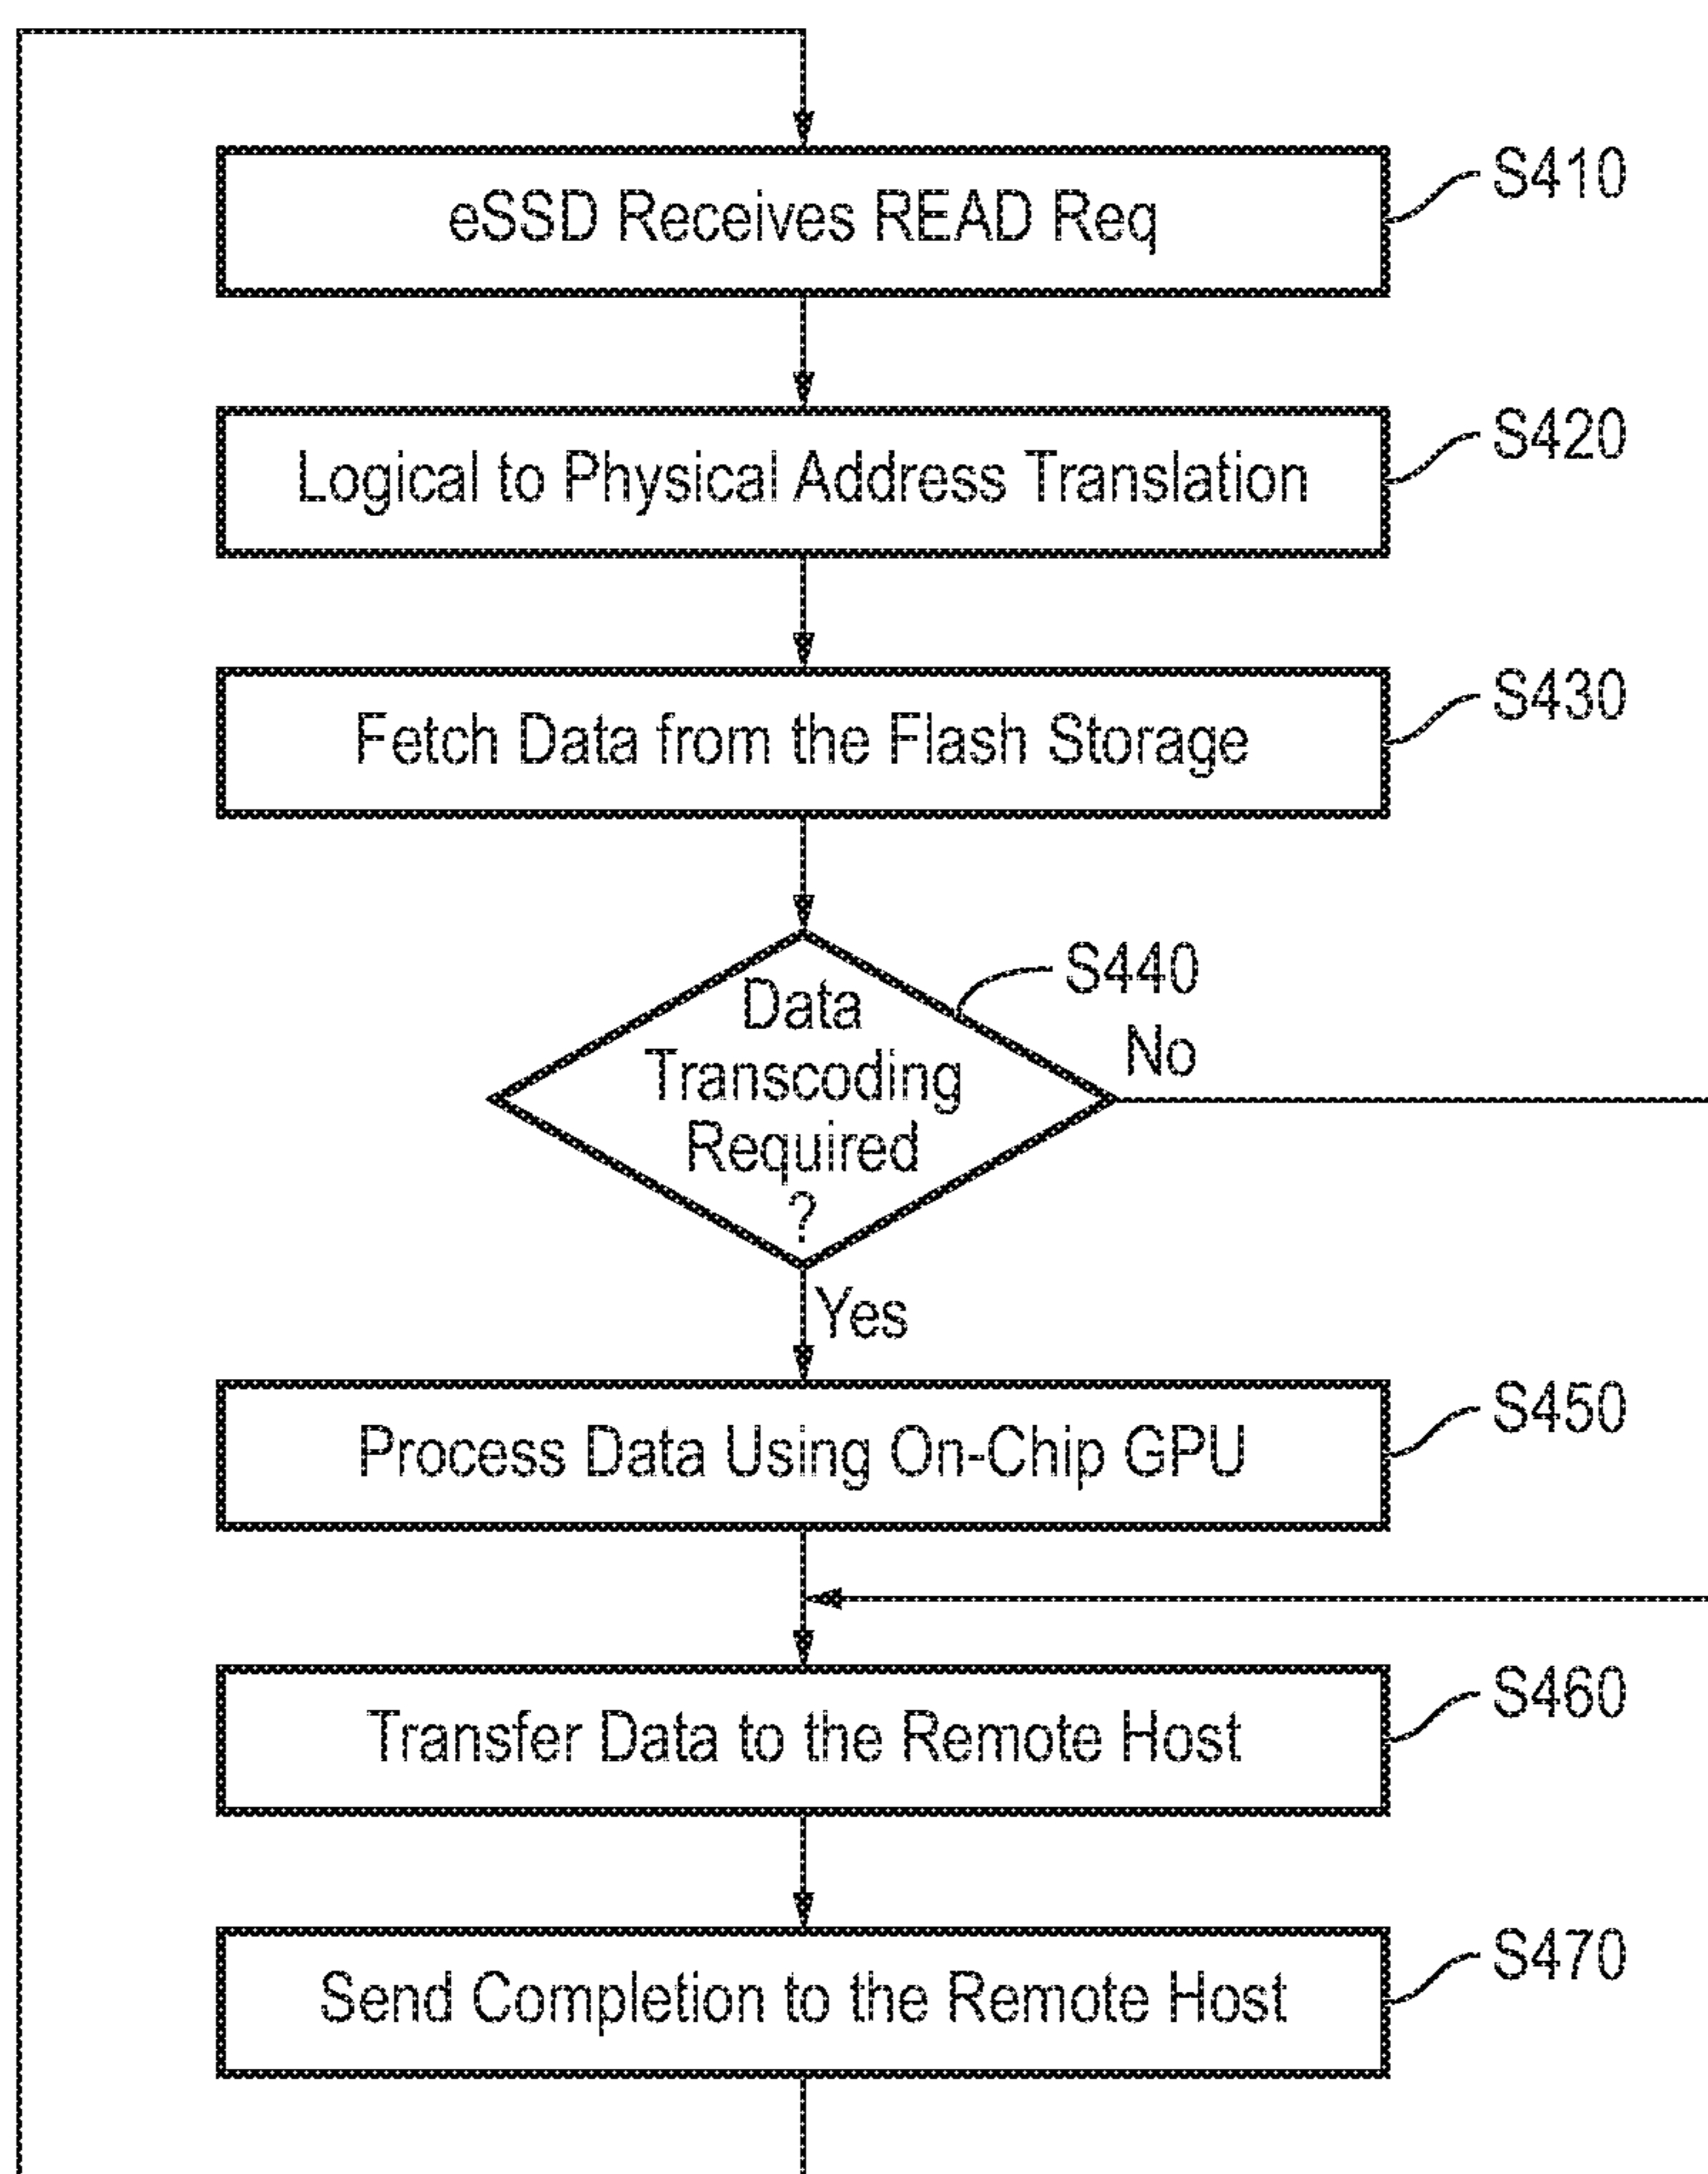 S410
eSSD Receives READ Req
S420
Logical to Physical Address Translation
S430
Fetch Data from the Flash Storage
S440
Data
Transcoding
Required
?
No
Yes
S450
Process Data Using On-Chip GPU
S460
Transfer Data to the Remote Host
S470
Send Completion to the Remote Host